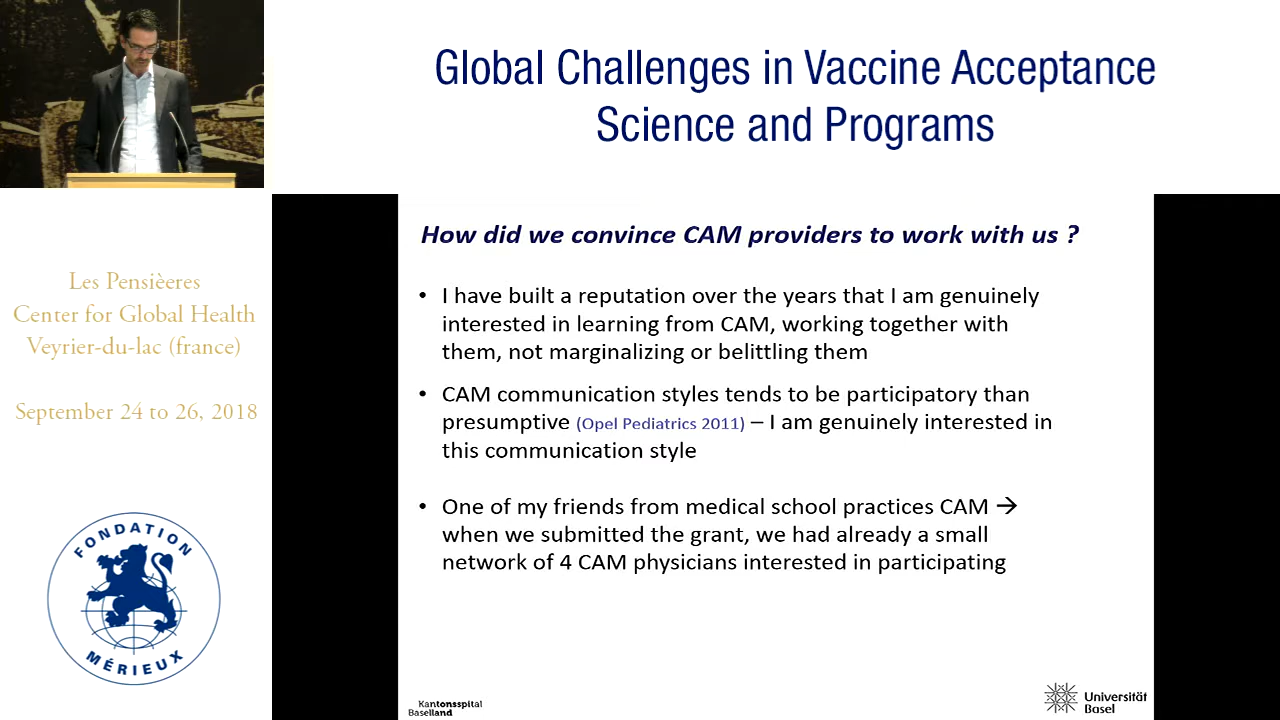 Global Challenges in Vaccine Acceptance
Science and Programs
Les Pensièeres
Center for Global Health
Veyrier-du-lac (france)
September 24 to 26, 2018
FONDATION
MÉRIEUX
How did we convince CAM providers to work with us ?
• I have built a reputation over the years that I am genuinely
interested in learning from CAM, working together with
them, not marginalizing or belittling them
• CAM communication styles tends to be participatory than
presumptive (Opel Pediatrics 2011) – I am genuinely interested in
this communication style
• One of my friends from medical school practices CAM →
when we submitted the grant, we had already a small
network of 4 CAM physicians interested in participating
Kantonsspital
Baselland
Universität
Basel